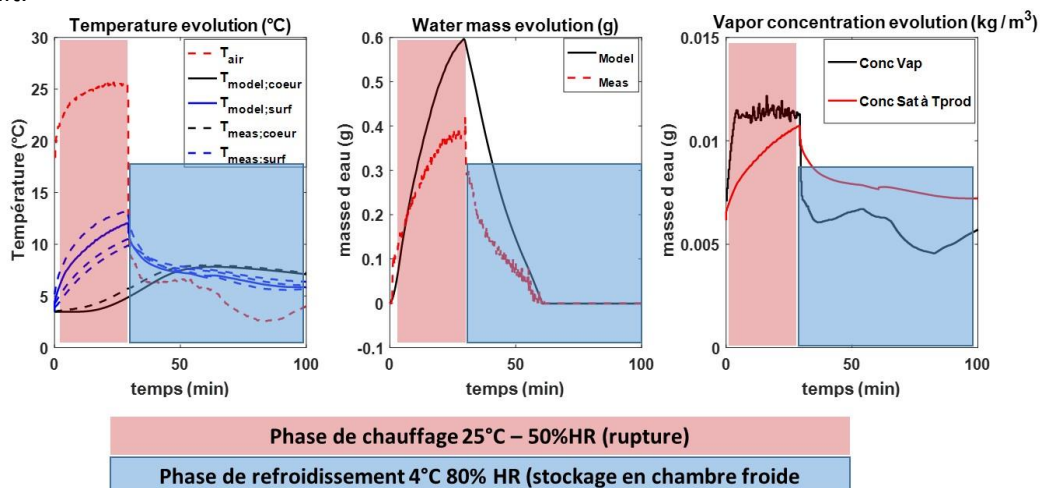 Temperature evolution (°C)
Water mass evolution (g)
Vapor concentration evolution (kg / m³)
Température (°C)
30
25
20
15
10
5
0
T_air
T_model;coeur
T_model;surf
T_meas;coeur
T_meas;surf
0
50
100
temps (min)
masse d eau (g)
0.6
0.5
0.4
0.3
0.2
0.1
0
-0.1
Model
Meas
0
50
100
temps (min)
masse d eau (g)
0.015
0.01
0.005
0
Conc Vap
Conc Sat à Tprod
0
50
100
temps (min)
Phase de chauffage 25°C – 50%HR (rupture)
Phase de refroidissement 4°C 80% HR (stockage en chambre froide